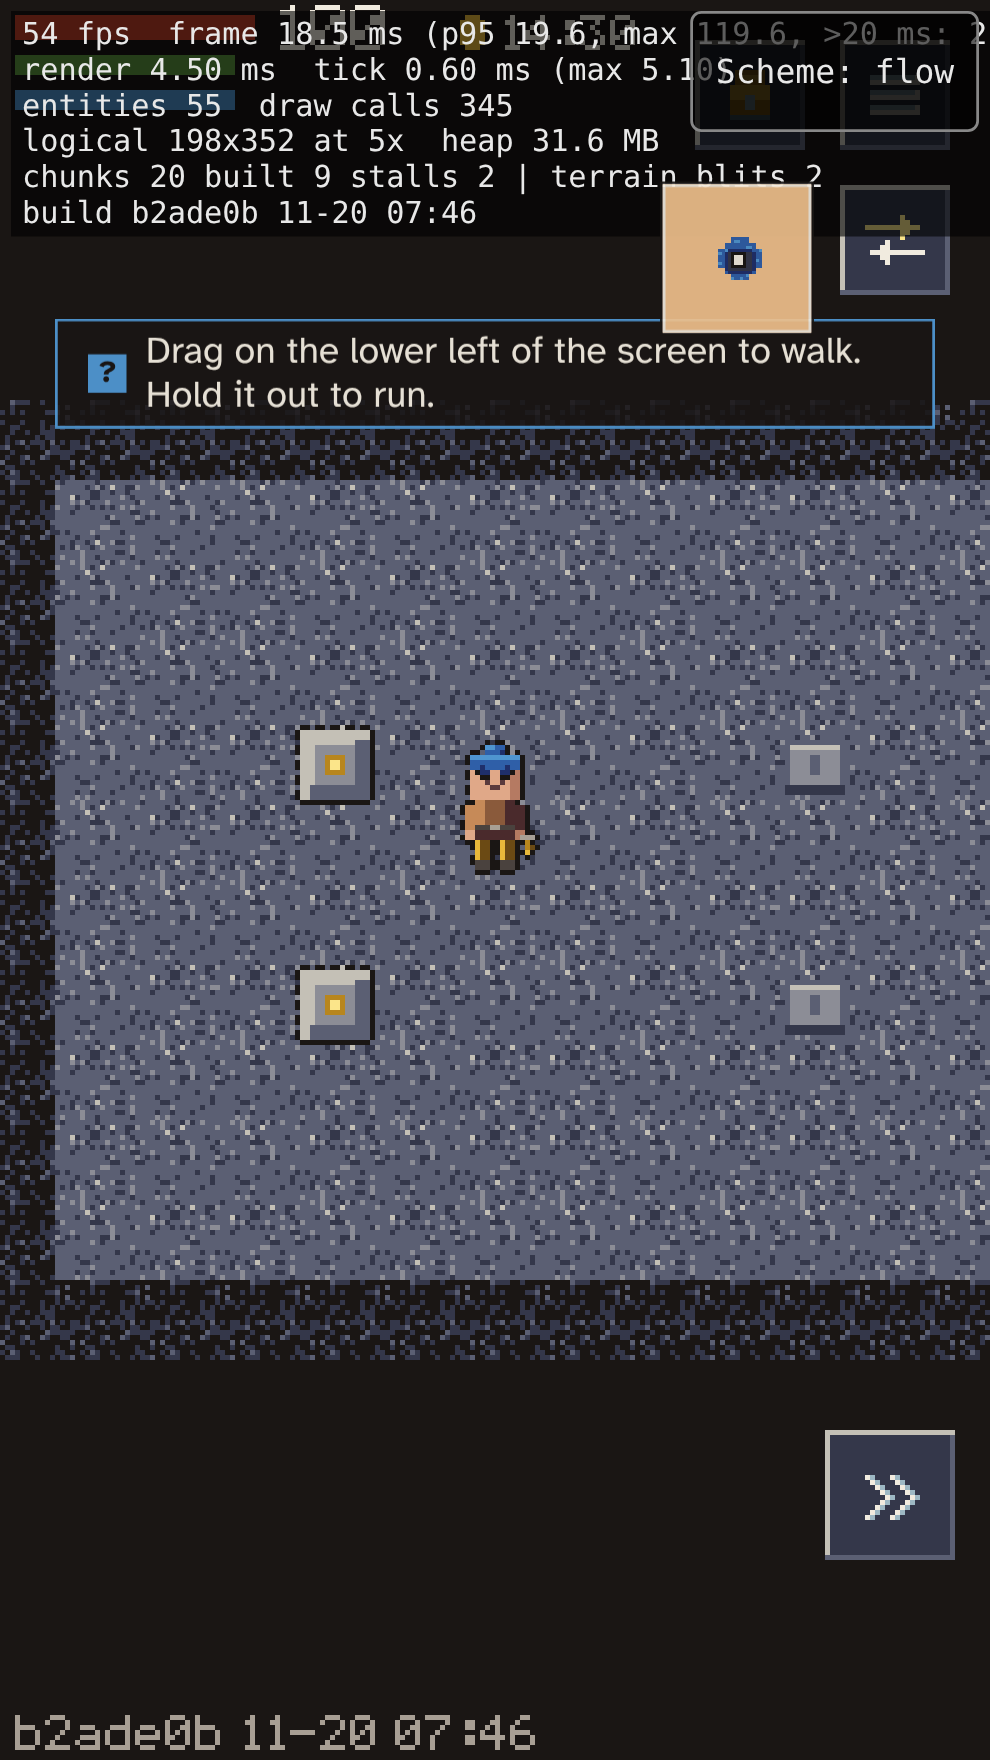 54 fps  frame 18.5 ms (p95 19.6, max 119.6, >20 ms: 2
render 4.50 ms  tick 0.60 ms (max 5.10)
Scheme: flow
entities 55  draw calls 345
logical 198x352 at 5x  heap 31.6 MB
chunks 20 built 9 stalls 2 | terrain blits 2
build b2ade0b 11-20 07:46
?
Drag on the lower left of the screen to walk.
Hold it out to run.
b2ade0b 11-20 07:46